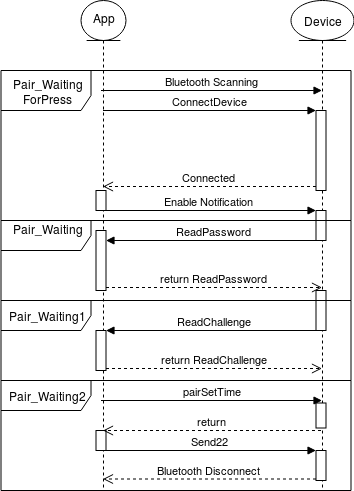 App
Device
Pair_Waiting
ForPress
Bluetooth Scanning
ConnectDevice
Connected
Enable Notification
Pair_Waiting
ReadPassword
return ReadPassword
Pair_Waiting1
ReadChallenge
return ReadChallenge
Pair_Waiting2
pairSetTime
return
Send22
Bluetooth Disconnect